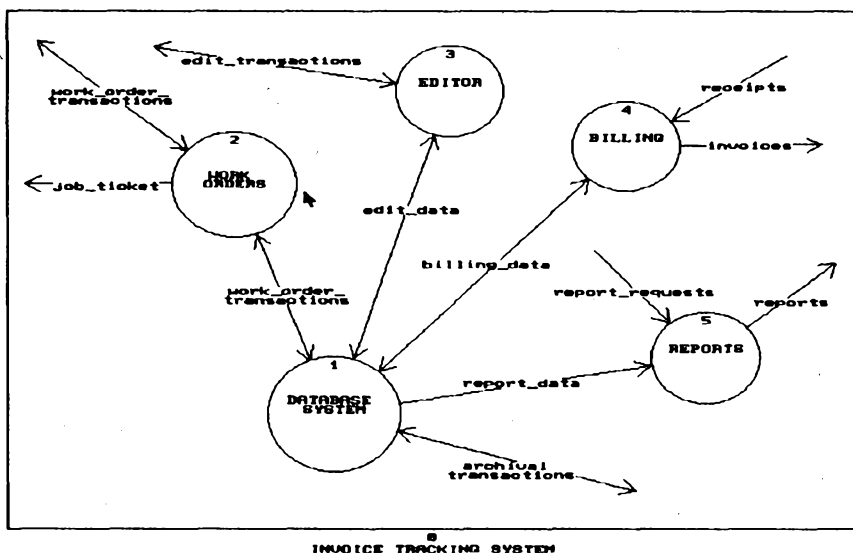 edit_transactions
3
EDITOR
work_order_
transactions
receipts
4
BILLING
invoices
2
WORK
ORDERS
job_ticket
edit_data
billing_data
work_order_
transactions
report_requests
reports
5
REPORTS
1
DATABASE
SYSTEM
report_data
archival
transactions
0
INVOICE TRACKING SYSTEM